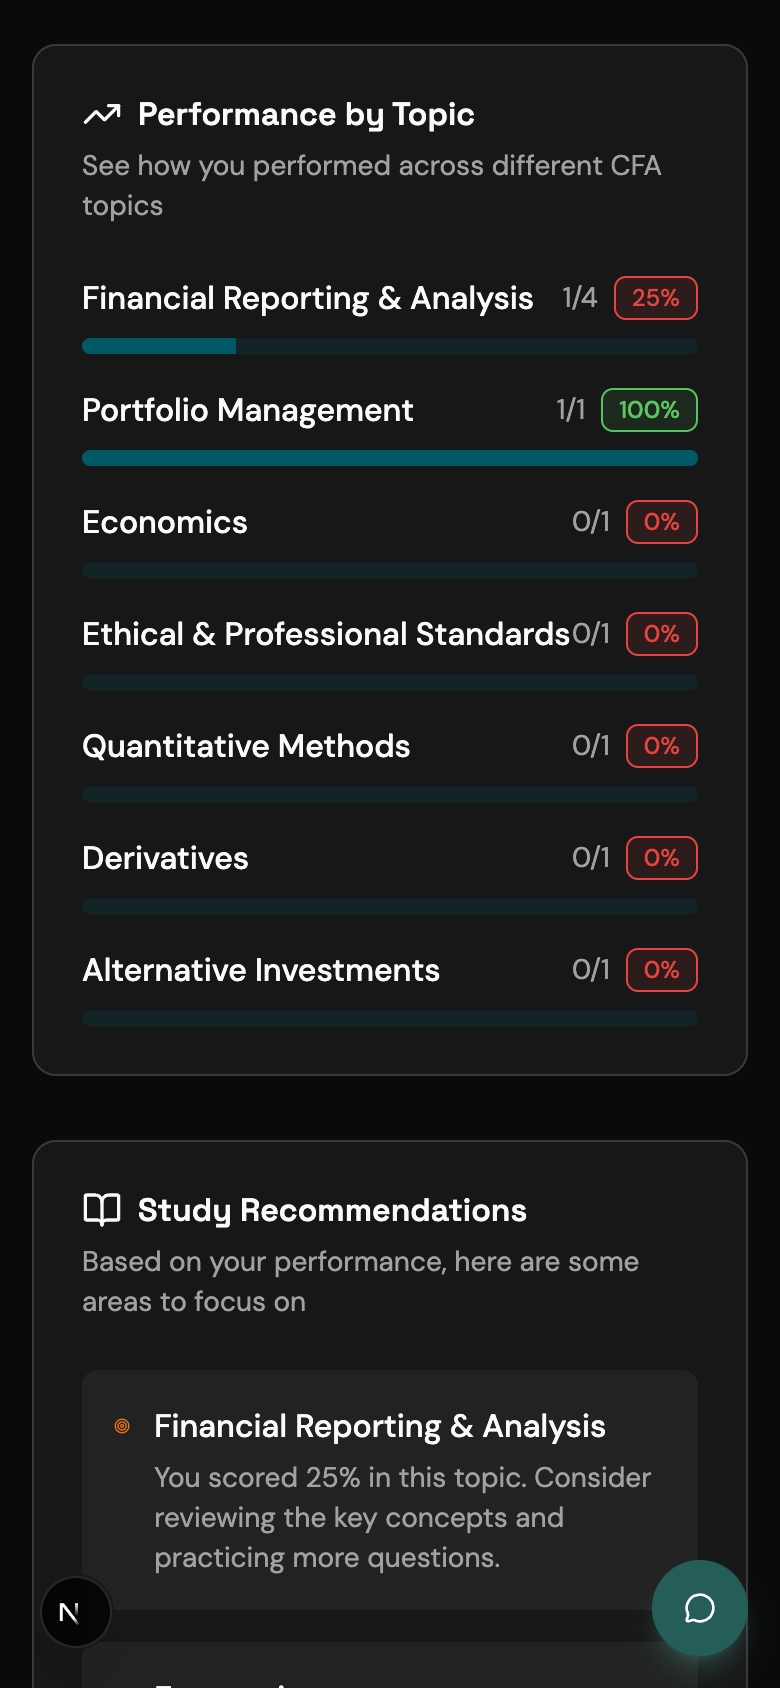 Performance by Topic
See how you performed across different CFA
topics
Financial Reporting & Analysis 1/4 25%
Portfolio Management 1/1 100%
Economics 0/1 0%
Ethical & Professional Standards 0/1 0%
Quantitative Methods 0/1 0%
Derivatives 0/1 0%
Alternative Investments 0/1 0%
Study Recommendations
Based on your performance, here are some
areas to focus on
Financial Reporting & Analysis
You scored 25% in this topic. Consider
reviewing the key concepts and
practicing more questions.
N